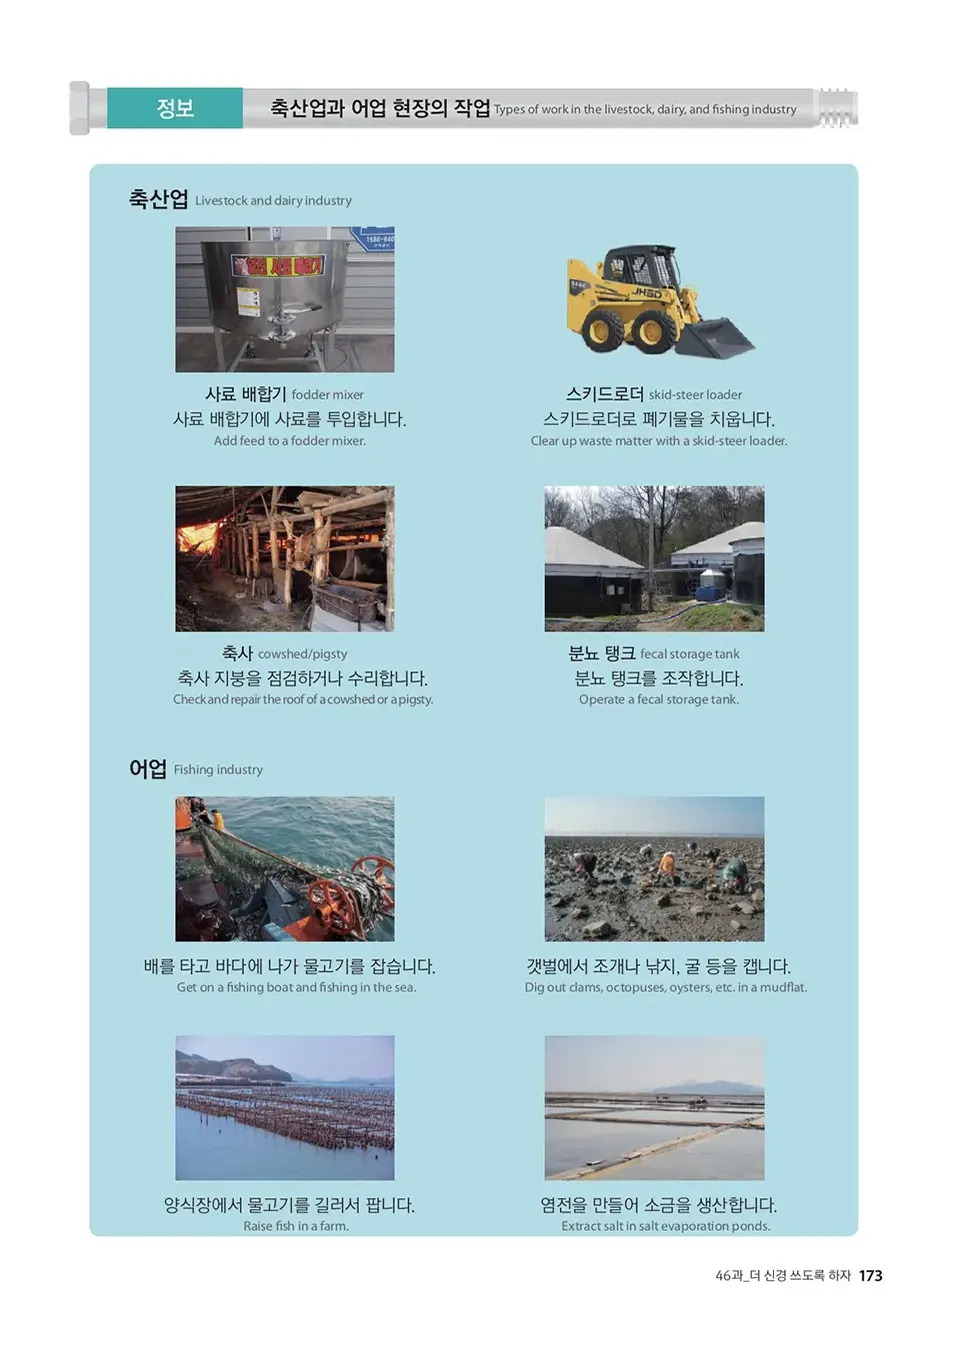 정보
축산업과 어업 현장의 작업 Types of work in the livestock, dairy, and fishing industry
축산업 Livestock and dairy industry
1588-940
사료 배합기
JHBD
사료 배합기 fodder mixer
사료 배합기에 사료를 투입합니다.
Add feed to a fodder mixer.
스키드로더 skid-steer loader
스키드로더로 폐기물을 치웁니다.
Clear up waste matter with a skid-steer loader.
축사 cowshed/pigsty
축사 지붕을 점검하거나 수리합니다.
Check and repair the roof of a cowshed or a pigsty.
분뇨 탱크 fecal storage tank
분뇨 탱크를 조작합니다.
Operate a fecal storage tank.
어업 Fishing industry
배를 타고 바다에 나가 물고기를 잡습니다.
Get on a fishing boat and fishing in the sea.
갯벌에서 조개나 낚지, 굴 등을 캡니다.
Dig out clams, octopuses, oysters, etc. in a mudflat.
양식장에서 물고기를 길러서 팝니다.
Raise fish in a farm.
염전을 만들어 소금을 생산합니다.
Extract salt in salt evaporation ponds.
46과_더 신경 쓰도록 하자 173